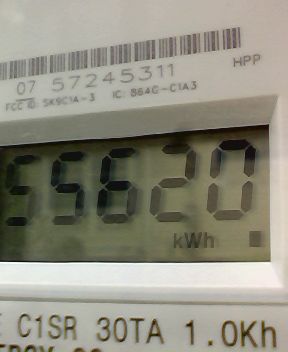 HPP
07 57245311
FCC ID: SK9C1A-3 IC: 864G-C1A3
55620
kWh
C1SR 30TA 1.0Kh